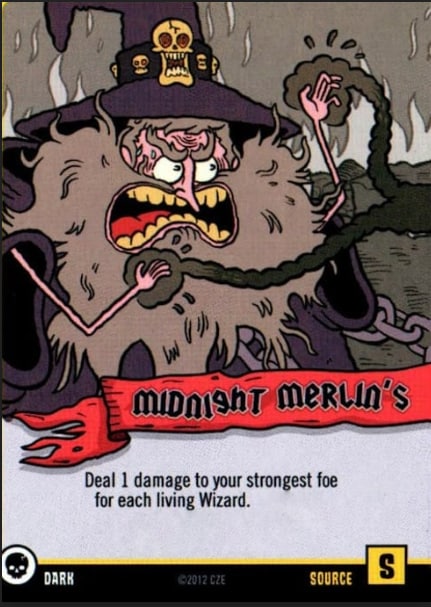 MIDNIGHT MERLIN'S
Deal 1 damage to your strongest foe
for each living Wizard.
DARK ©2012 CZE SOURCE S